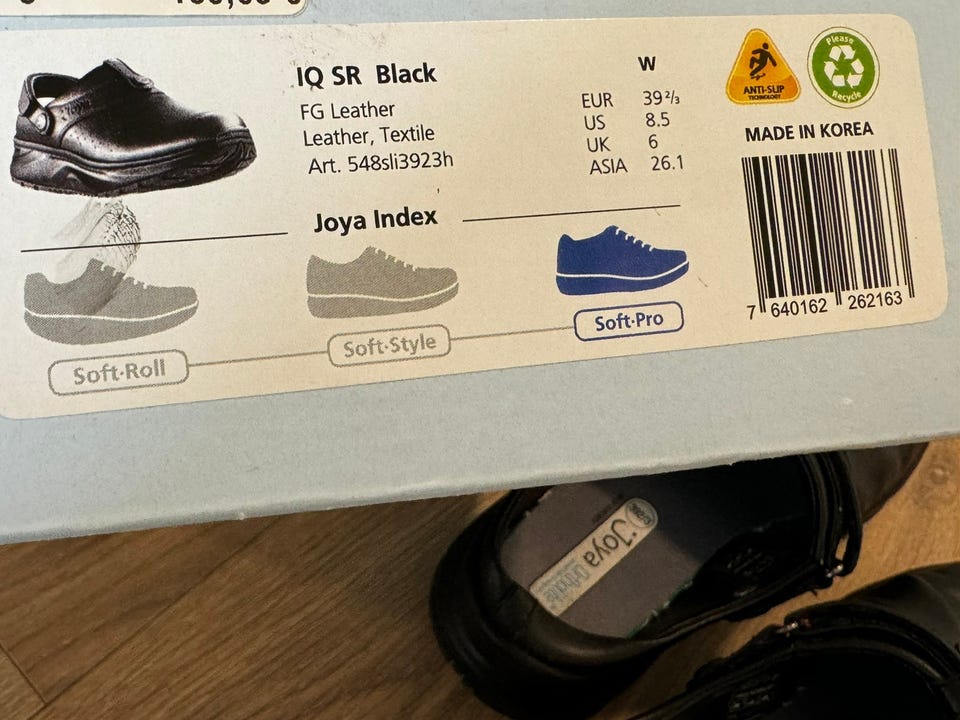 IQ SR Black
FG Leather
Leather, Textile
Art. 548sli3923h
W
EUR 39⅔
US 8.5
UK 6
ASIA 26.1
ANTI-SLIP
TECHNOLOGY
Please
Recycle
MADE IN KOREA
7 640162 262163
Joya Index
Soft·Roll
Soft·Style
Soft·Pro
Joya